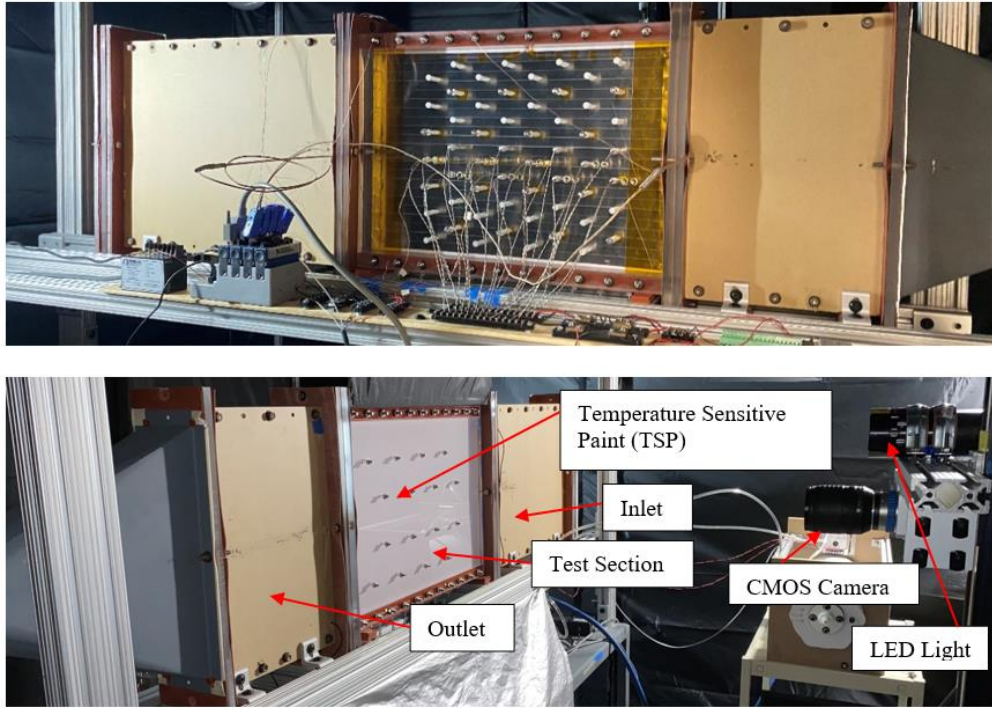 Temperature Sensitive
Paint (TSP)
Inlet
Test Section
CMOS Camera
Outlet
LED Light